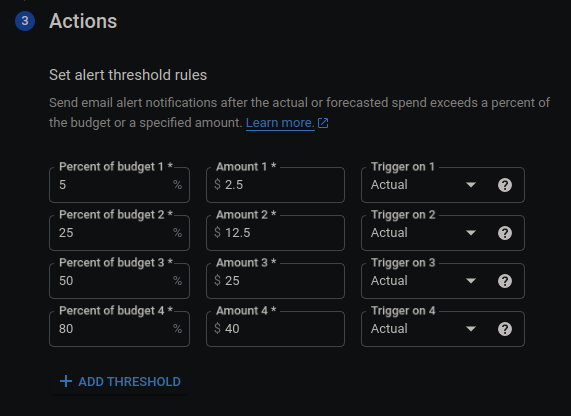 3 Actions
Set alert threshold rules
Send email alert notifications after the actual or forecasted spend exceeds a percent of
the budget or a specified amount. Learn more.
Percent of budget 1 * Amount 1 * Trigger on 1
5 % $ 2.5 Actual ?
Percent of budget 2 * Amount 2 * Trigger on 2
25 % $ 12.5 Actual ?
Percent of budget 3 * Amount 3 * Trigger on 3
50 % $ 25 Actual ?
Percent of budget 4 * Amount 4 * Trigger on 4
80 % $ 40 Actual ?
+ ADD THRESHOLD